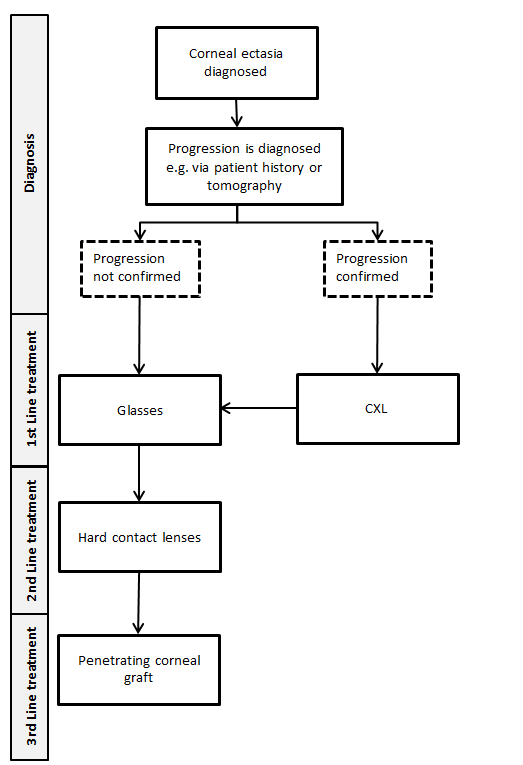 Diagnosis
Corneal ectasia
diagnosed
Progression is diagnosed
e.g. via patient history or
tomography
Progression
not confirmed
Progression
confirmed
1st Line treatment
Glasses
CXL
2nd Line treatment
Hard contact lenses
3rd Line treatment
Penetrating corneal
graft